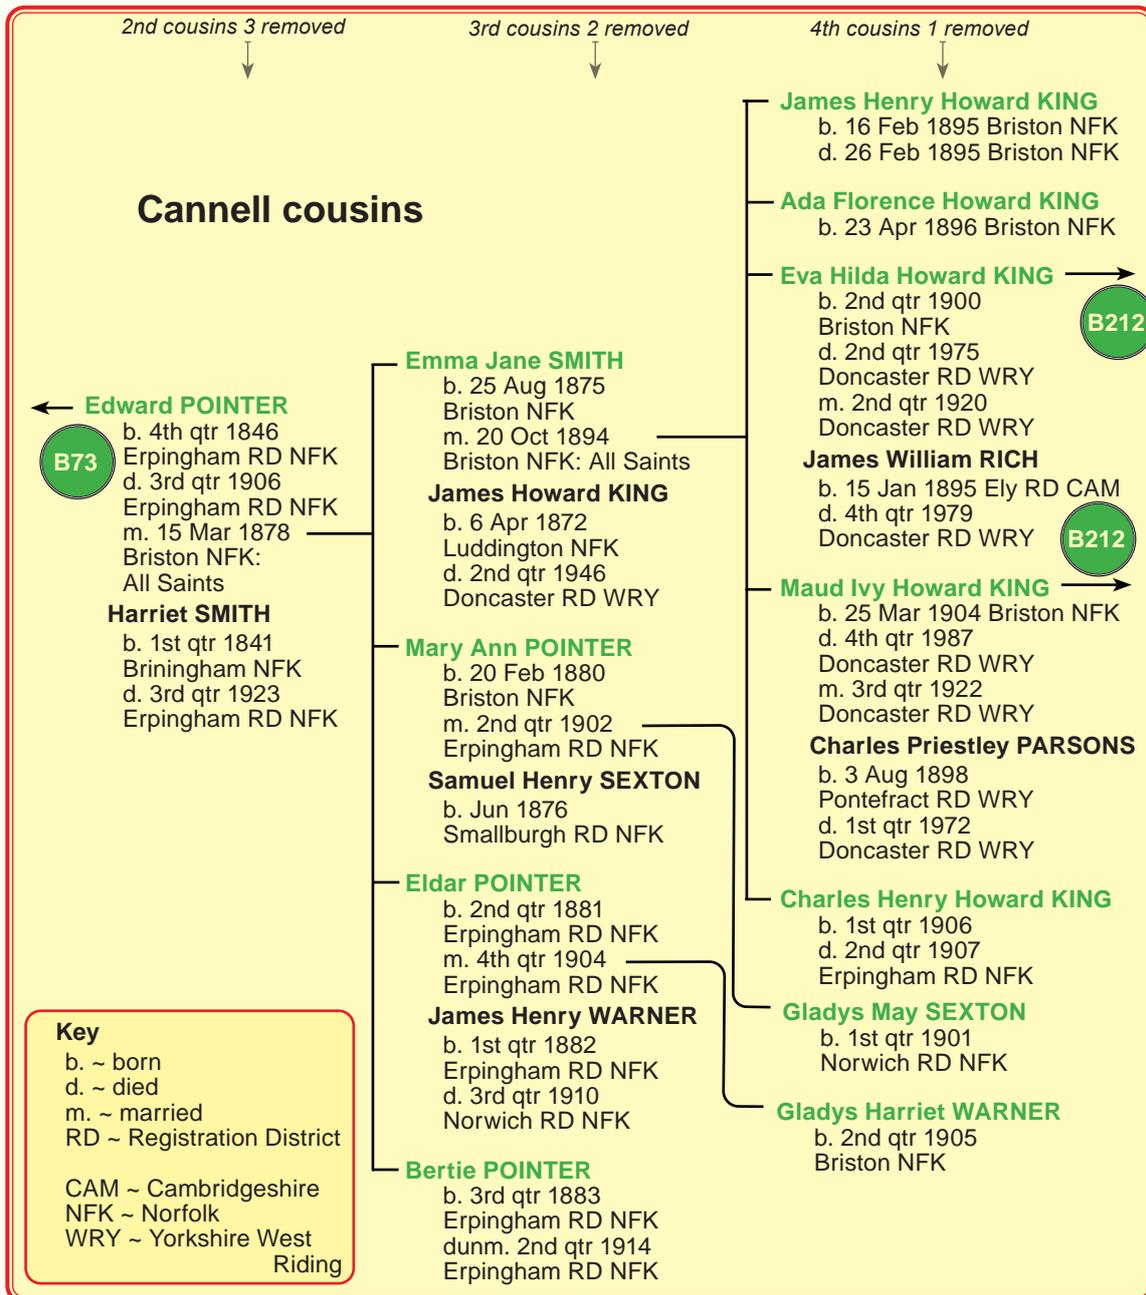 2nd cousins 3 removed
3rd cousins 2 removed
4th cousins 1 removed
Cannell cousins
Edward POINTER
B73
b. 4th qtr 1846
Erpingham RD NFK
d. 3rd qtr 1906
Erpingham RD NFK
m. 15 Mar 1878
Briston NFK:
All Saints
Harriet SMITH
b. 1st qtr 1841
Briningham NFK
d. 3rd qtr 1923
Erpingham RD NFK
Emma Jane SMITH
b. 25 Aug 1875
Briston NFK
m. 20 Oct 1894
Briston NFK: All Saints
James Howard KING
b. 6 Apr 1872
Luddington NFK
d. 2nd qtr 1946
Doncaster RD WRY
Mary Ann POINTER
b. 20 Feb 1880
Briston NFK
m. 2nd qtr 1902
Erpingham RD NFK
Samuel Henry SEXTON
b. Jun 1876
Smallburgh RD NFK
Eldar POINTER
b. 2nd qtr 1881
Erpingham RD NFK
m. 4th qtr 1904
Erpingham RD NFK
James Henry WARNER
b. 1st qtr 1882
Erpingham RD NFK
d. 3rd qtr 1910
Norwich RD NFK
Bertie POINTER
b. 3rd qtr 1883
Erpingham RD NFK
dunm. 2nd qtr 1914
Erpingham RD NFK
James Henry Howard KING
b. 16 Feb 1895 Briston NFK
d. 26 Feb 1895 Briston NFK
Ada Florence Howard KING
b. 23 Apr 1896 Briston NFK
Eva Hilda Howard KING
B212
b. 2nd qtr 1900
Briston NFK
d. 2nd qtr 1975
Doncaster RD WRY
m. 2nd qtr 1920
Doncaster RD WRY
James William RICH
b. 15 Jan 1895 Ely RD CAM
d. 4th qtr 1979
Doncaster RD WRY
B212
Maud Ivy Howard KING
b. 25 Mar 1904 Briston NFK
d. 4th qtr 1987
Doncaster RD WRY
m. 3rd qtr 1922
Doncaster RD WRY
Charles Priestley PARSONS
b. 3 Aug 1898
Pontefract RD WRY
d. 1st qtr 1972
Doncaster RD WRY
Charles Henry Howard KING
b. 1st qtr 1906
d. 2nd qtr 1907
Erpingham RD NFK
Gladys May SEXTON
b. 1st qtr 1901
Norwich RD NFK
Gladys Harriet WARNER
b. 2nd qtr 1905
Briston NFK
Key
b. ~ born
d. ~ died
m. ~ married
RD ~ Registration District
CAM ~ Cambridgeshire
NFK ~ Norfolk
WRY ~ Yorkshire West
Riding